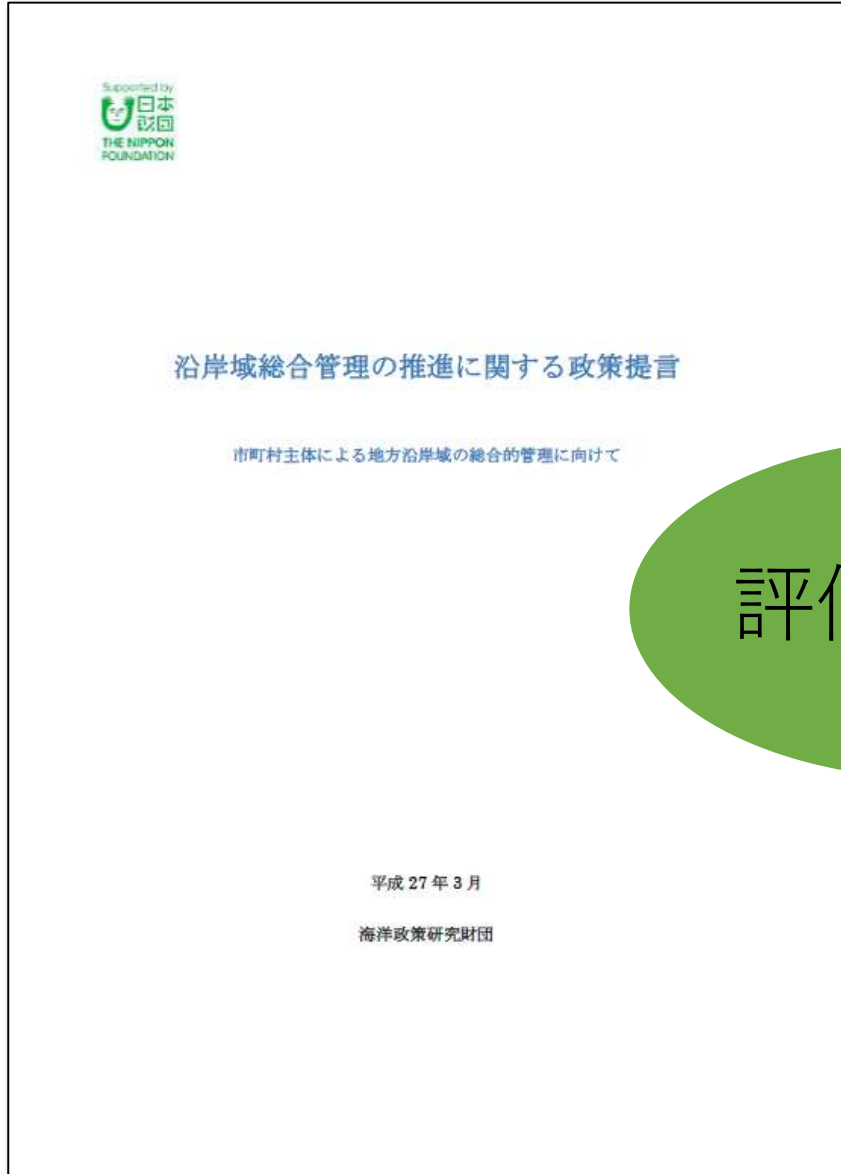 Supported by
日本
財団
THE NIPPON
FOUNDATION
沿岸域総合管理の推進に関する政策提言
市町村主体による地方沿岸域の総合的管理に向けて
評
平成 27 年 3 月
海洋政策研究財団